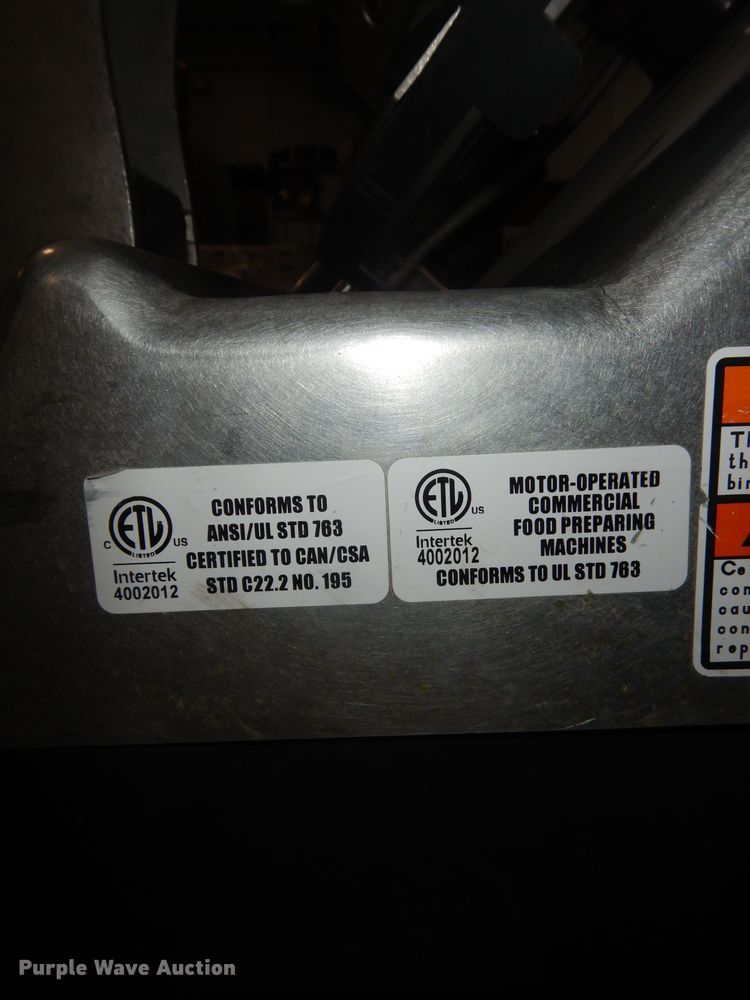 C ETL US
LISTED
Intertek
4002012
CONFORMS TO
ANSI/UL STD 763
CERTIFIED TO CAN/CSA
STD C22.2 NO. 195
ETL US
LISTED
Intertek
4002012
MOTOR-OPERATED
COMMERCIAL
FOOD PREPARING
MACHINES
CONFORMS TO UL STD 763
Purple Wave Auction